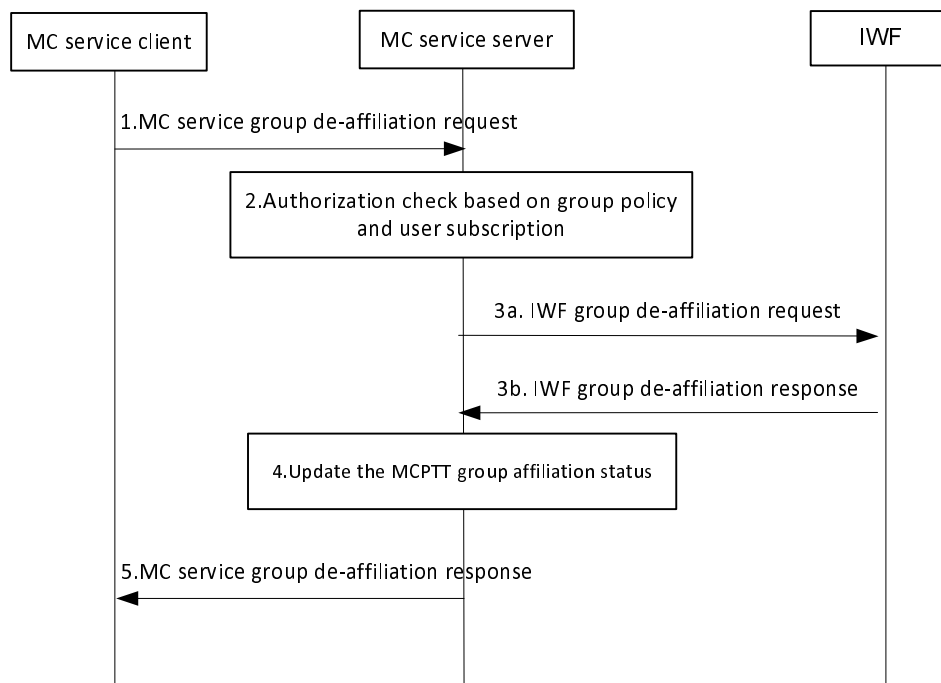 MC service client
MC service server
IWF
1.MC service group de-affiliation request
2.Authorization check based on group policy
and user subscription
3a. IWF group de-affiliation request
3b. IWF group de-affiliation response
4.Update the MCPTT group affiliation status
5.MC service group de-affiliation response